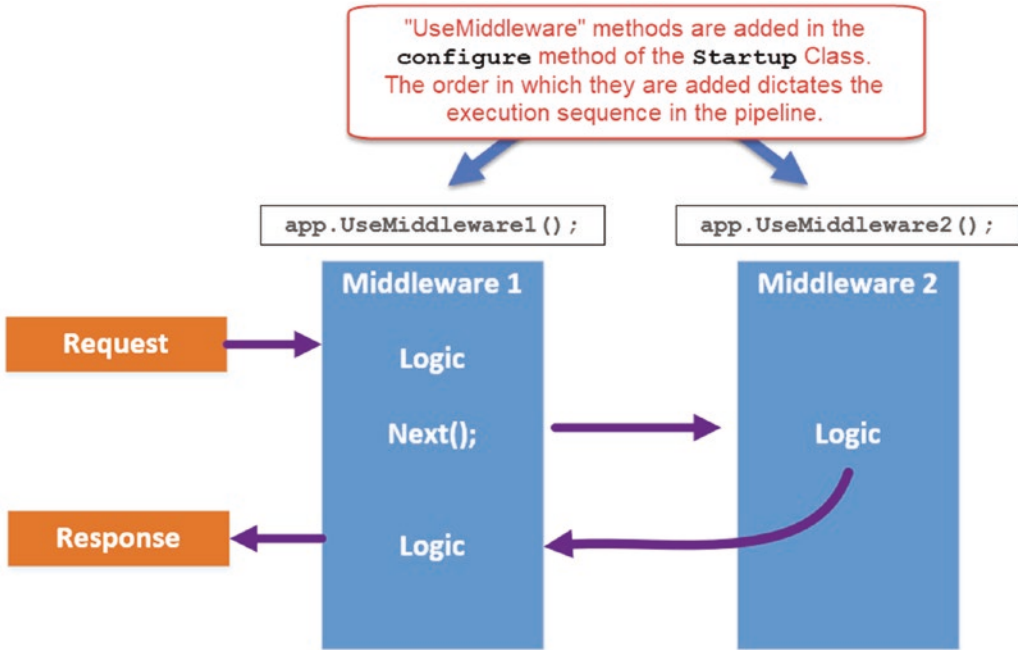 "UseMiddleware" methods are added in the
configure method of the Startup Class.
The order in which they are added dictates the
execution sequence in the pipeline.
app.UseMiddleware1();
app.UseMiddleware2();
Middleware 1
Middleware 2
Request
Logic
Next();
Logic
Response
Logic